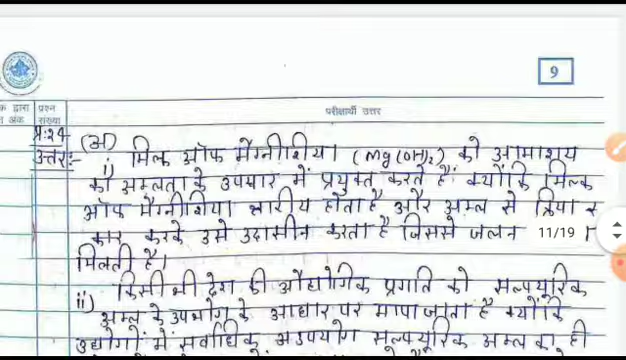 9
क द्वारा प्रश्न परीक्षार्थी उत्तर
अंक संख्या
प्र:24
उत्तर:- (अ) मिल्क ऑफ मैग्नीशिया (Mg(OH)₂) को आमाशय
i) की अम्लता के उपचार में प्रयुक्त करते है: क्योंकि मिल्क
ऑफ मैग्नीशिया क्षारीय होता है और अम्ल से क्रिया
करके उसे उदासीन करता है जिससे जलन 11/19
मिलती है।
ii) किसी भी देश की औद्योगिक प्रगति को सल्फ्यूरिक
अम्ल के उपभोग के आधार पर मापा जाता है क्योंकि
उद्योगों में सर्वाधिक सल्फ्यूरिक अम्ल का ही